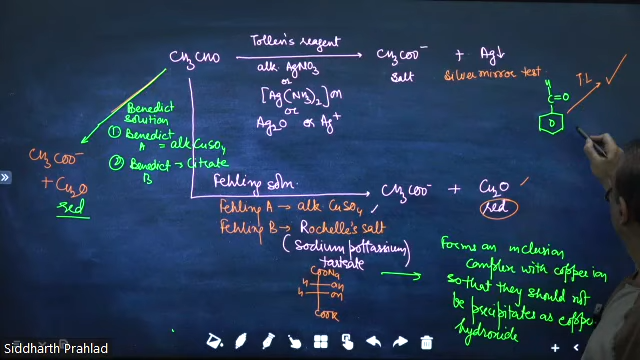 Tollen's reagent
CH3CHO → CH3COO⁻ + Ag↓
alk. AgNO3
or
[Ag(NH3)2]OH
or
Ag2O or Ag+
Salt
Silver mirror test
T.L ✓
H
C=O
Benedict
solution
① Benedict
A = alk CuSO4
② Benedict → Citrate
B
CH3COO⁻
+ Cu2O
red
Fehling soln.
CH3COO⁻ + Cu2O ✓
red
Fehling A → alk CuSO4 ✓
Fehling B → Rochelle's salt
(sodium pottassium)
tartrate
COONa
H OH
H OH
COOK
Forms an inclusion
complex with copper ion
so that they should not
be precipitates as copper
hydroxide
Siddharth Prahlad